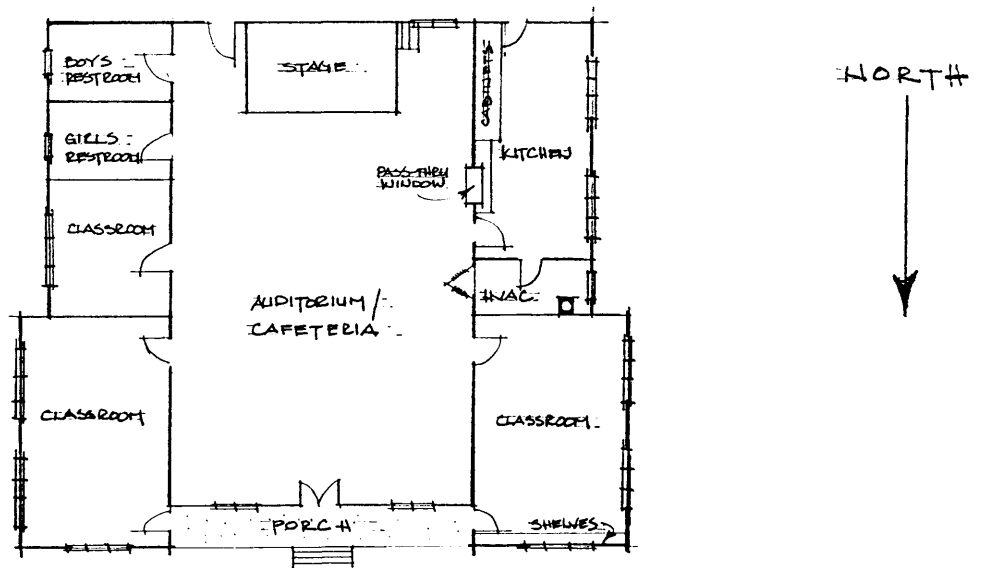 BOYS
RESTROOM
STAGE
CABINETS
NORTH
GIRLS
RESTROOM
KITCHEN
PASS-THRU
WINDOW
CLASSROOM
AUDITORIUM/
CAFETERIA
HVAC
CLASSROOM
CLASSROOM
PORCH
SHELVES